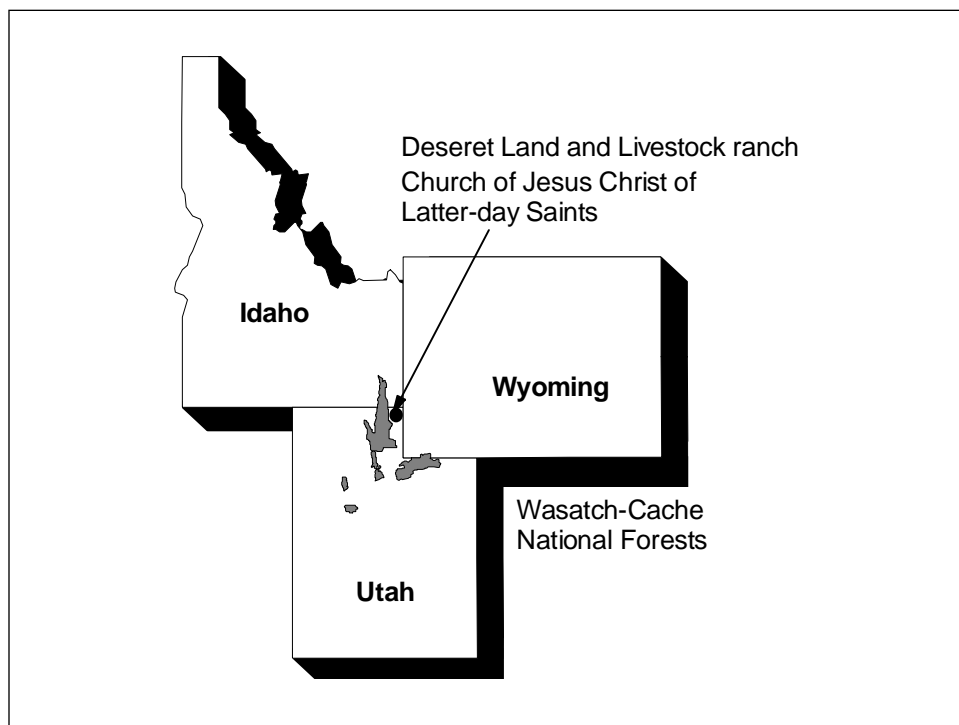 Deseret Land and Livestock ranch
Church of Jesus Christ of
Latter-day Saints
Idaho
Wyoming
Wasatch-Cache
National Forests
Utah